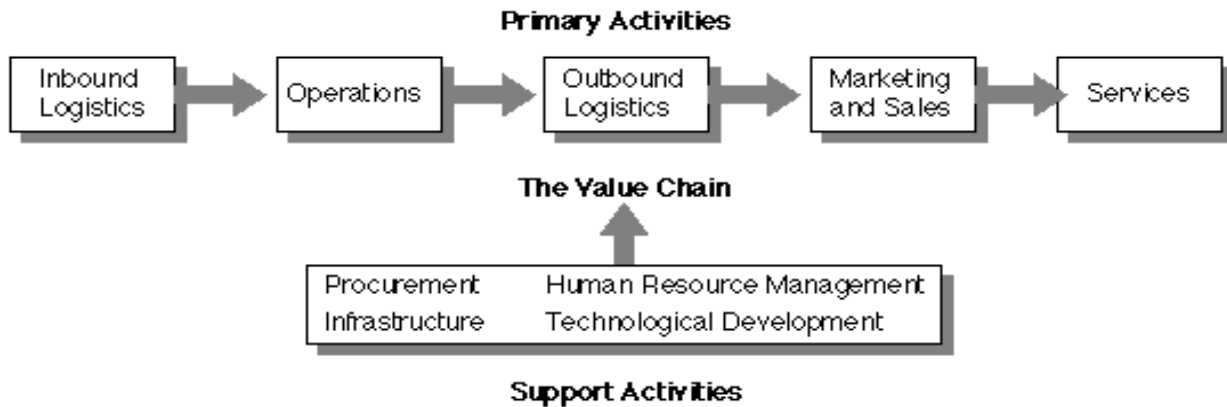 Primary Activities
Inbound
Logistics
Operations
Outbound
Logistics
Marketing
and Sales
Services
The Value Chain
Procurement Human Resource Management
Infrastructure Technological Development
Support Activities